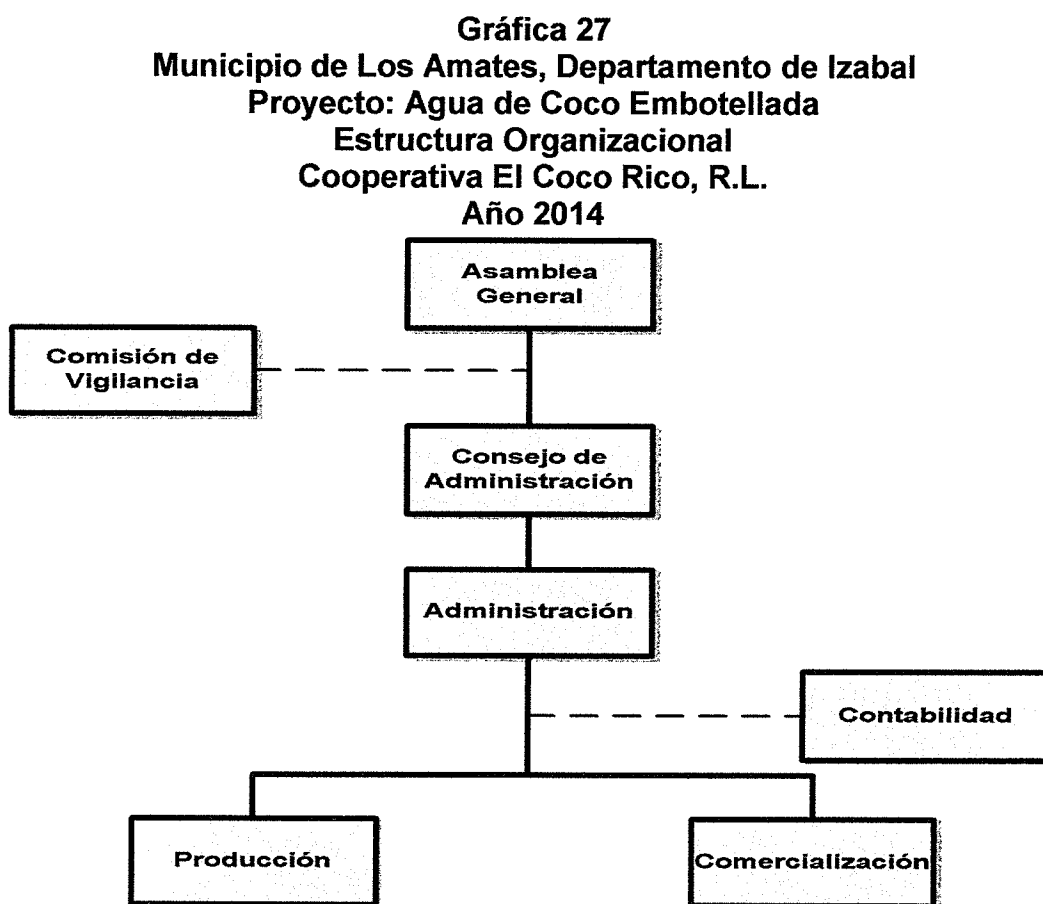 Gráfica 27
Municipio de Los Amates, Departamento de Izabal
Proyecto: Agua de Coco Embotellada
Estructura Organizacional
Cooperativa El Coco Rico, R.L.
Año 2014
Asamblea
General
Comisión de
Vigilancia
Consejo de
Administración
Administración
Contabilidad
Producción
Comercialización